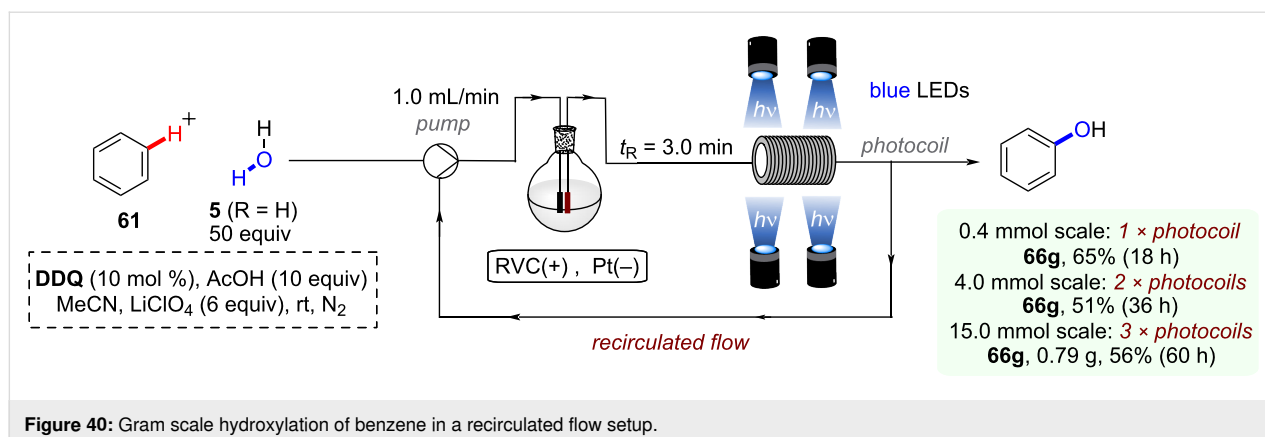 H
+
61
H
H
O
5 (R = H)
50 equiv
DDQ (10 mol %), AcOH (10 equiv)
MeCN, LiClO4 (6 equiv), rt, N2
1.0 mL/min
pump
RVC(+) , Pt(–)
tR = 3.0 min
hν
hν
hν
hν
blue LEDs
photocoil
recirculated flow
OH
0.4 mmol scale: 1 × photocoil
66g, 65% (18 h)
4.0 mmol scale: 2 × photocoils
66g, 51% (36 h)
15.0 mmol scale: 3 × photocoils
66g, 0.79 g, 56% (60 h)
Figure 40: Gram scale hydroxylation of benzene in a recirculated flow setup.